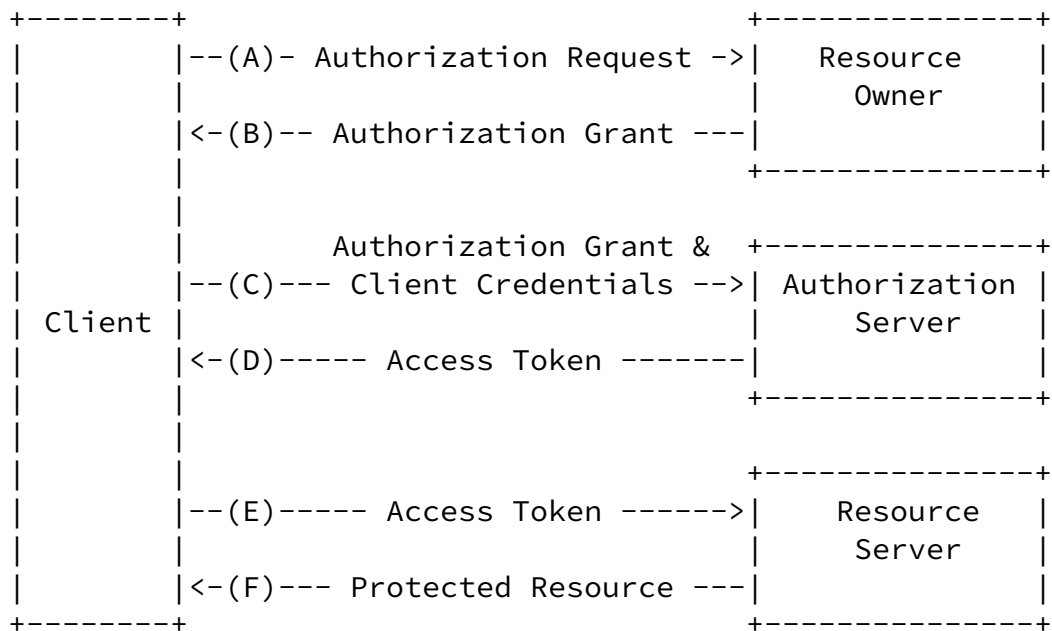 +--------+                               +---------------+
|        |--(A)- Authorization Request ->|   Resource    |
|        |                               |     Owner     |
|        |<-(B)-- Authorization Grant ---|               |
|        |                               +---------------+
|        |
|        |        Authorization Grant &  +---------------+
|        |--(C)--- Client Credentials -->| Authorization |
| Client |                               |     Server    |
|        |<-(D)----- Access Token -------|               |
|        |                               +---------------+
|        |
|        |                               +---------------+
|        |--(E)----- Access Token ------>|    Resource   |
|        |                               |     Server    |
|        |<-(F)--- Protected Resource ---|               |
+--------+                               +---------------+